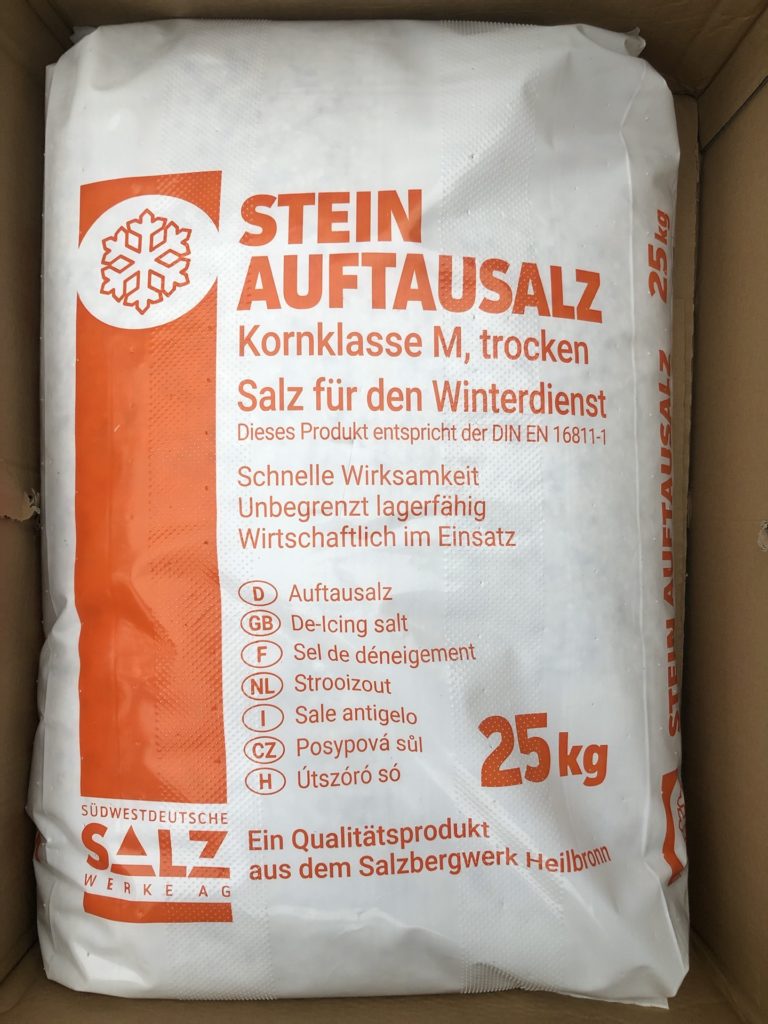 STEIN
AUFTAUSALZ
Kornklasse M, trocken
Salz für den Winterdienst
Dieses Produkt entspricht der DIN EN 16811-1
Schnelle Wirksamkeit
Unbegrenzt lagerfähig
Wirtschaftlich im Einsatz
D Auftausalz
GB De-Icing salt
F Sel de déneigement
NL Strooizout
I Sale antigelo
CZ Posypová sůl
H Útszóró só
25 kg
SÜDWESTDEUTSCHE
SALZ
WERKE AG
Ein Qualitätsprodukt
aus dem Salzbergwerk Heilbronn
STEIN AUFTAUSALZ 25 kg